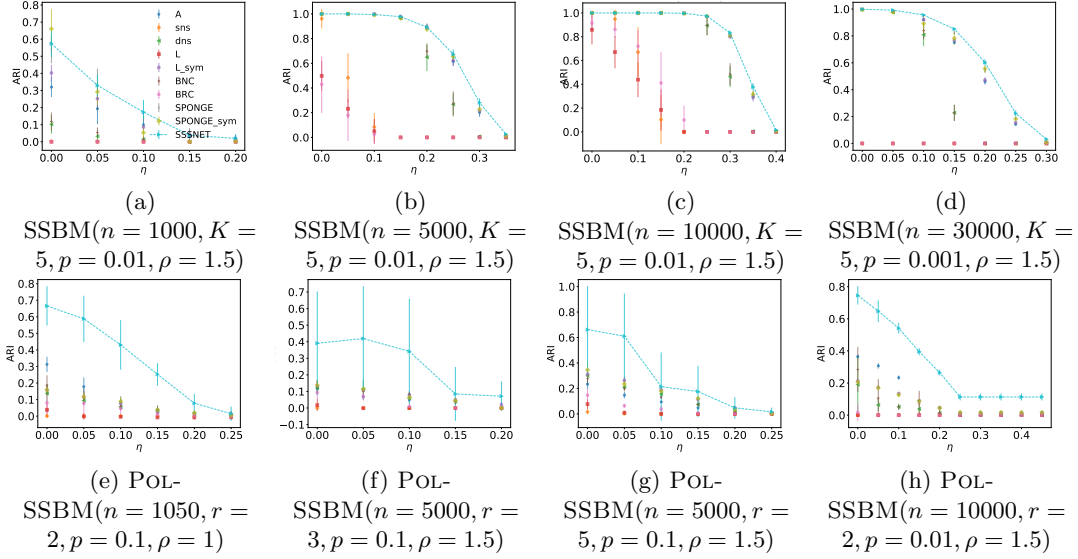 0.8
0.7
0.6
0.5
0.4
0.3
0.2
0.1
0.0
ARI
A
sns
dns
L
L_sym
BNC
BRC
SPONGE
SPONGE_sym
SSSNET
0.00 0.05 0.10 0.15 0.20
η
1.0
0.8
0.6
0.4
0.2
0.0
ARI
0.0 0.1 0.2 0.3
η
1.0
0.8
0.6
0.4
0.2
0.0
ARI
0.0 0.1 0.2 0.3 0.4
η
1.0
0.8
0.6
0.4
0.2
0.0
ARI
0.00 0.05 0.10 0.15 0.20 0.25 0.30
η
(a)
SSBM(n = 1000, K =
5, p = 0.01, ρ = 1.5)
(b)
SSBM(n = 5000, K =
5, p = 0.01, ρ = 1.5)
(c)
SSBM(n = 10000, K =
5, p = 0.01, ρ = 1.5)
(d)
SSBM(n = 30000, K =
5, p = 0.001, ρ = 1.5)
0.8
0.7
0.6
0.5
0.4
0.3
0.2
0.1
0.0
ARI
0.00 0.05 0.10 0.15 0.20 0.25
η
0.7
0.6
0.5
0.4
0.3
0.2
0.1
0.0
−0.1
ARI
0.00 0.05 0.10 0.15 0.20
η
1.0
0.8
0.6
0.4
0.2
0.0
ARI
0.00 0.05 0.10 0.15 0.20 0.25
η
0.8
0.6
0.4
0.2
0.0
ARI
0.0 0.1 0.2 0.3 0.4
η
(e) POL-
SSBM(n = 1050, r =
2, p = 0.1, ρ = 1)
(f) POL-
SSBM(n = 5000, r =
3, p = 0.1, ρ = 1.5)
(g) POL-
SSBM(n = 5000, r =
5, p = 0.1, ρ = 1.5)
(h) POL-
SSBM(n = 10000, r =
2, p = 0.01, ρ = 1.5)